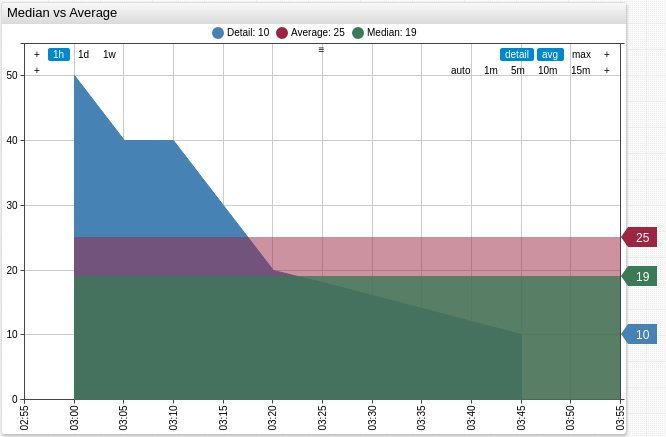 Median vs Average
Detail: 10 Average: 25 Median: 19
+ 1h 1d 1w ≡ detail avg max +
+ auto 1m 5m 10m 15m +
50
40
30
25
20
19
10
10
0
02:55 03:00 03:05 03:10 03:15 03:20 03:25 03:30 03:35 03:40 03:45 03:50 03:55